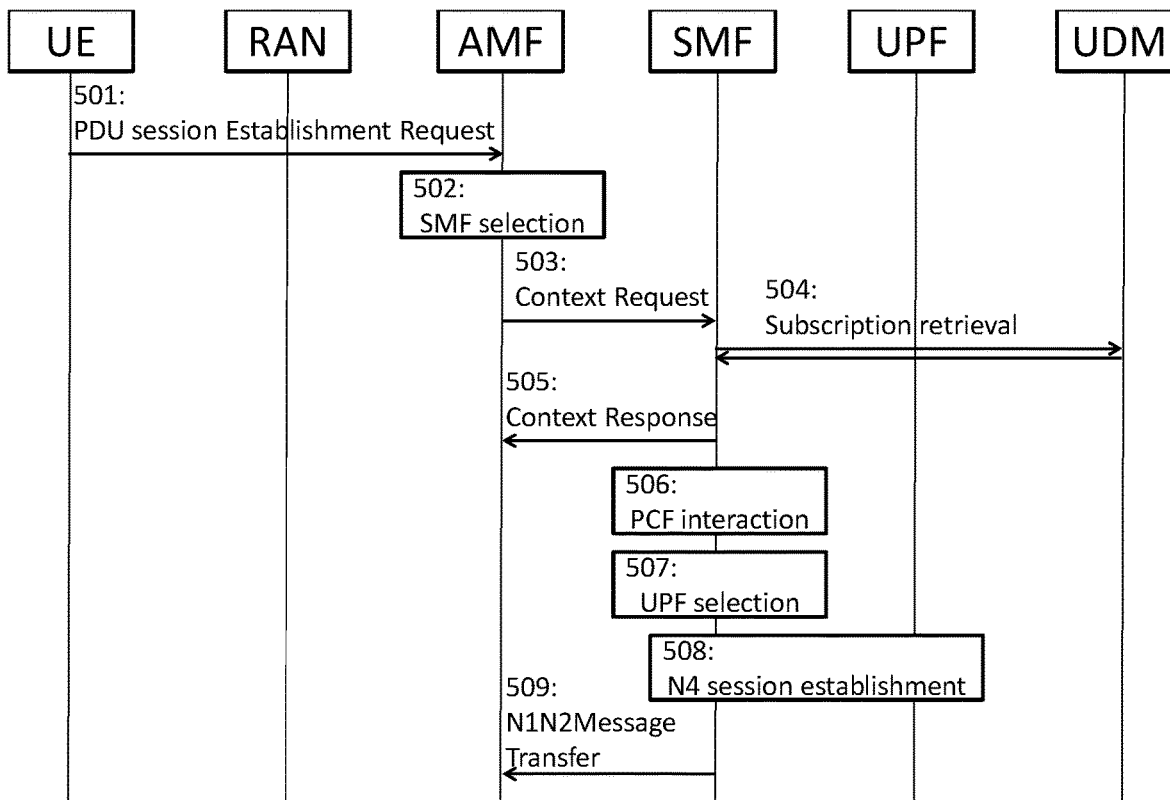 UE
RAN
AMF
SMF
UPF
UDM
501:
PDU session Establishment Request
502:
SMF selection
503:
Context Request
504:
Subscription retrieval
505:
Context Response
506:
PCF interaction
507:
UPF selection
508:
N4 session establishment
509:
N1N2Message
Transfer